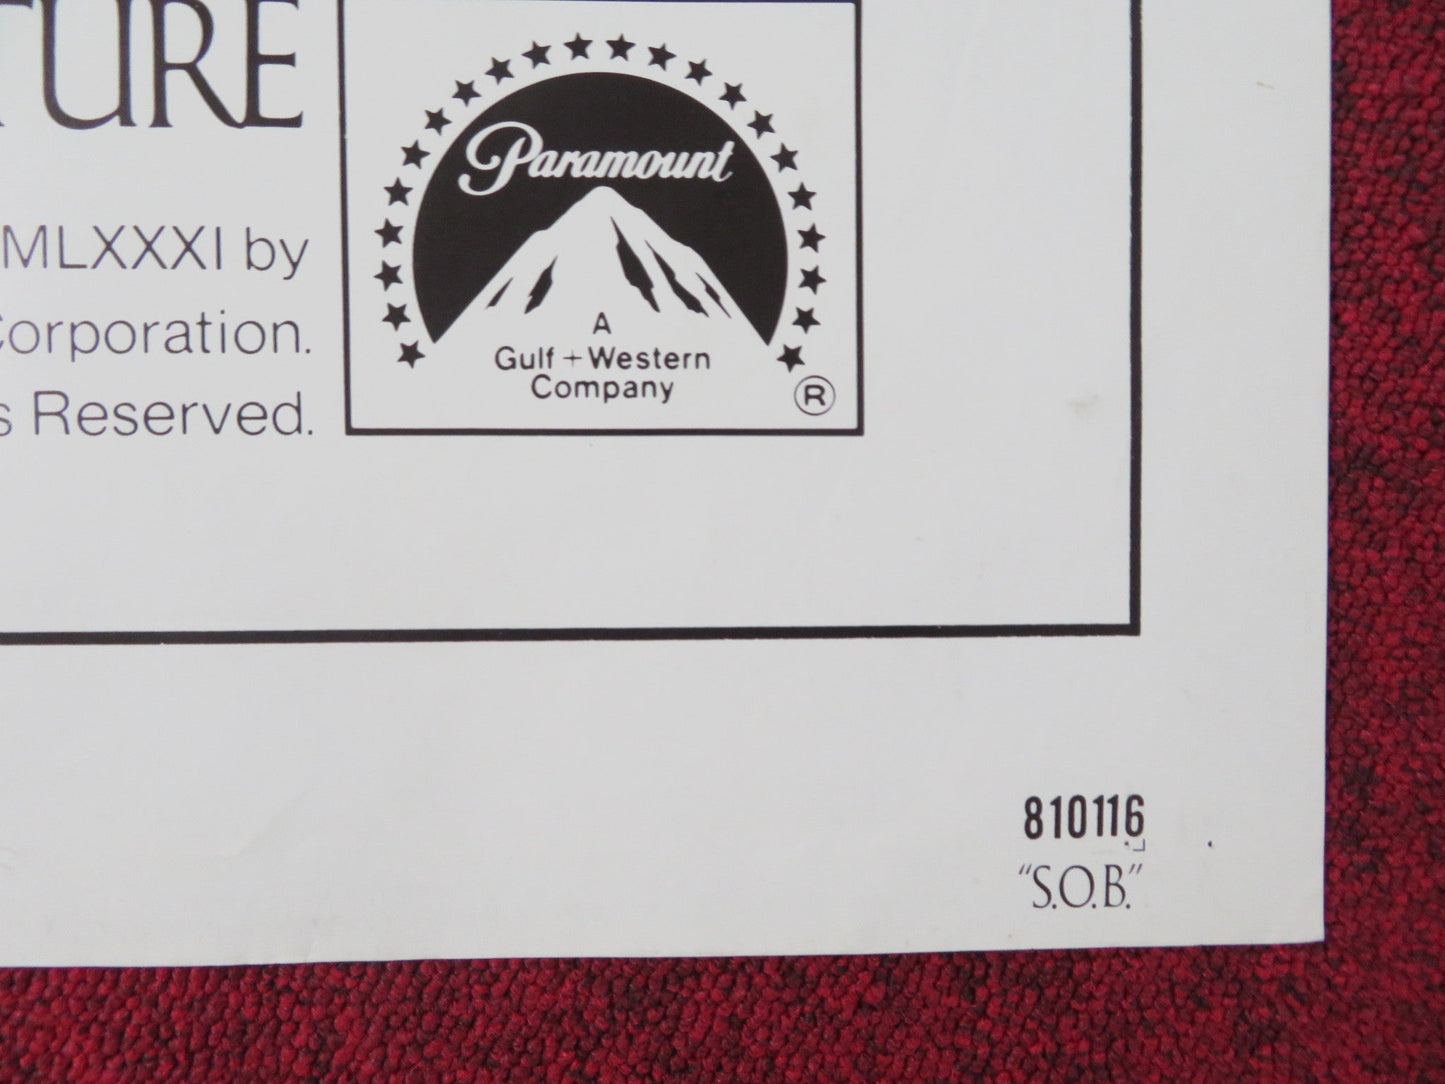 TURE
MLXXXI by
Corporation.
s Reserved.
Paramount
A
Gulf + Western
Company
®
810116
"S.O.B."